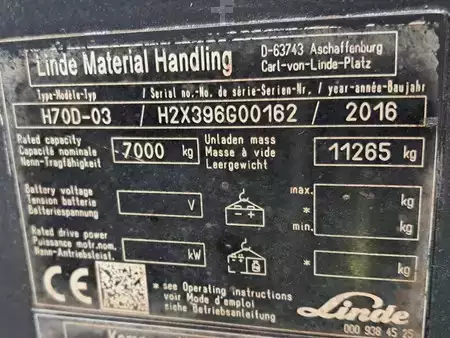 Linde Material Handling
D-63743 Aschaffenburg
Carl-von-Linde-Platz
Type-Modèle-Typ / Serial no.-No. de série-Serien-Nr. / year-année-Baujahr
H70D-03 / H2X396G00162 / 2016
Rated capacity
Capacité nominale
Nenn-Tragfähigkeit
7000 kg
Unladen mass
Masse à vide
Leergewicht
11265 kg
Battery voltage
Tension batterie
Batteriespannung
V
max.
kg
*
*
min.
kg
Rated drive power
Puissance motr.nom.
Nenn-Antriebsleist.
kW
*
kg
CE
* see Operating instructions
voir Mode d'emploi
siehe Betriebsanleitung
Linde
000 938 45 25